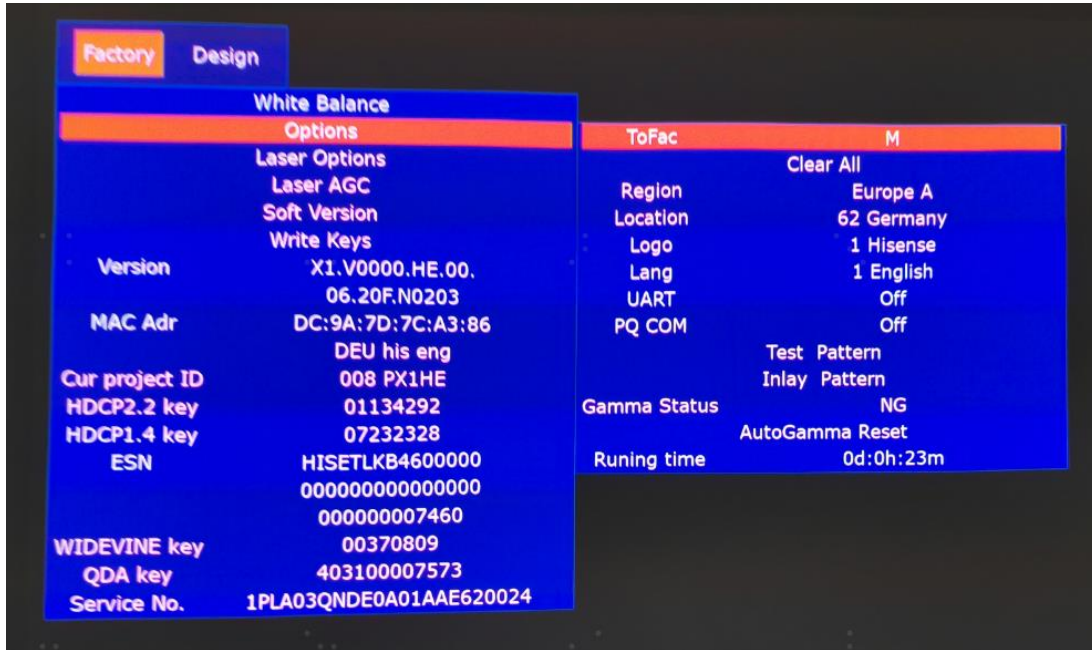 Factory Design
White Balance
Options
Laser Options
Laser AGC
Soft Version
Write Keys
Version X1.V0000.HE.00.
06.20F.N0203
MAC Adr DC:9A:7D:7C:A3:86
DEU his eng
Cur project ID 008 PX1HE
HDCP2.2 key 01134292
HDCP1.4 key 07232328
ESN HISETLKB4600000
000000000000000
000000007460
WIDEVINE key 00370809
QDA key 403100007573
Service No. 1PLA03QNDE0A01AAE620024
ToFac M
Clear All
Region Europe A
Location 62 Germany
Logo 1 Hisense
Lang 1 English
UART Off
PQ COM Off
Test Pattern
Inlay Pattern
Gamma Status NG
AutoGamma Reset
Runing time 0d:0h:23m